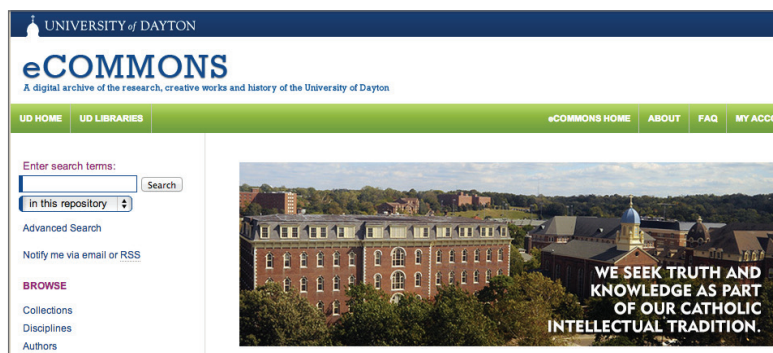 UNIVERSITY of DAYTON
eCOMMONS
A digital archive of the research, creative works and history of the University of Dayton
UD HOME UD LIBRARIES eCOMMONS HOME ABOUT FAQ MY ACCO
Enter search terms:
Search
in this repository
Advanced Search
Notify me via email or RSS
BROWSE
Collections
Disciplines
Authors
WE SEEK TRUTH AND
KNOWLEDGE AS PART
OF OUR CATHOLIC
INTELLECTUAL TRADITION.